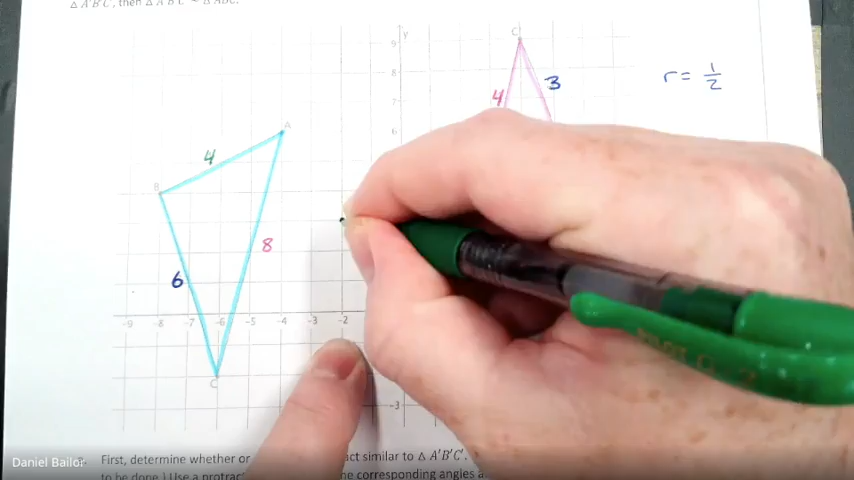 △ A'B'C', then △ A'B'C' ~ △ ABC.
C'
Y
9
r = 1/2
8
3
4
7
A
6
4
B
8
6
-9 -8 -7 -6 -5 -4 -3 -2
C
-3
First, determine whether or
act similar to △ A'B'C'.
to be done.) Use a protrac
he corresponding angles a
Daniel Bailor